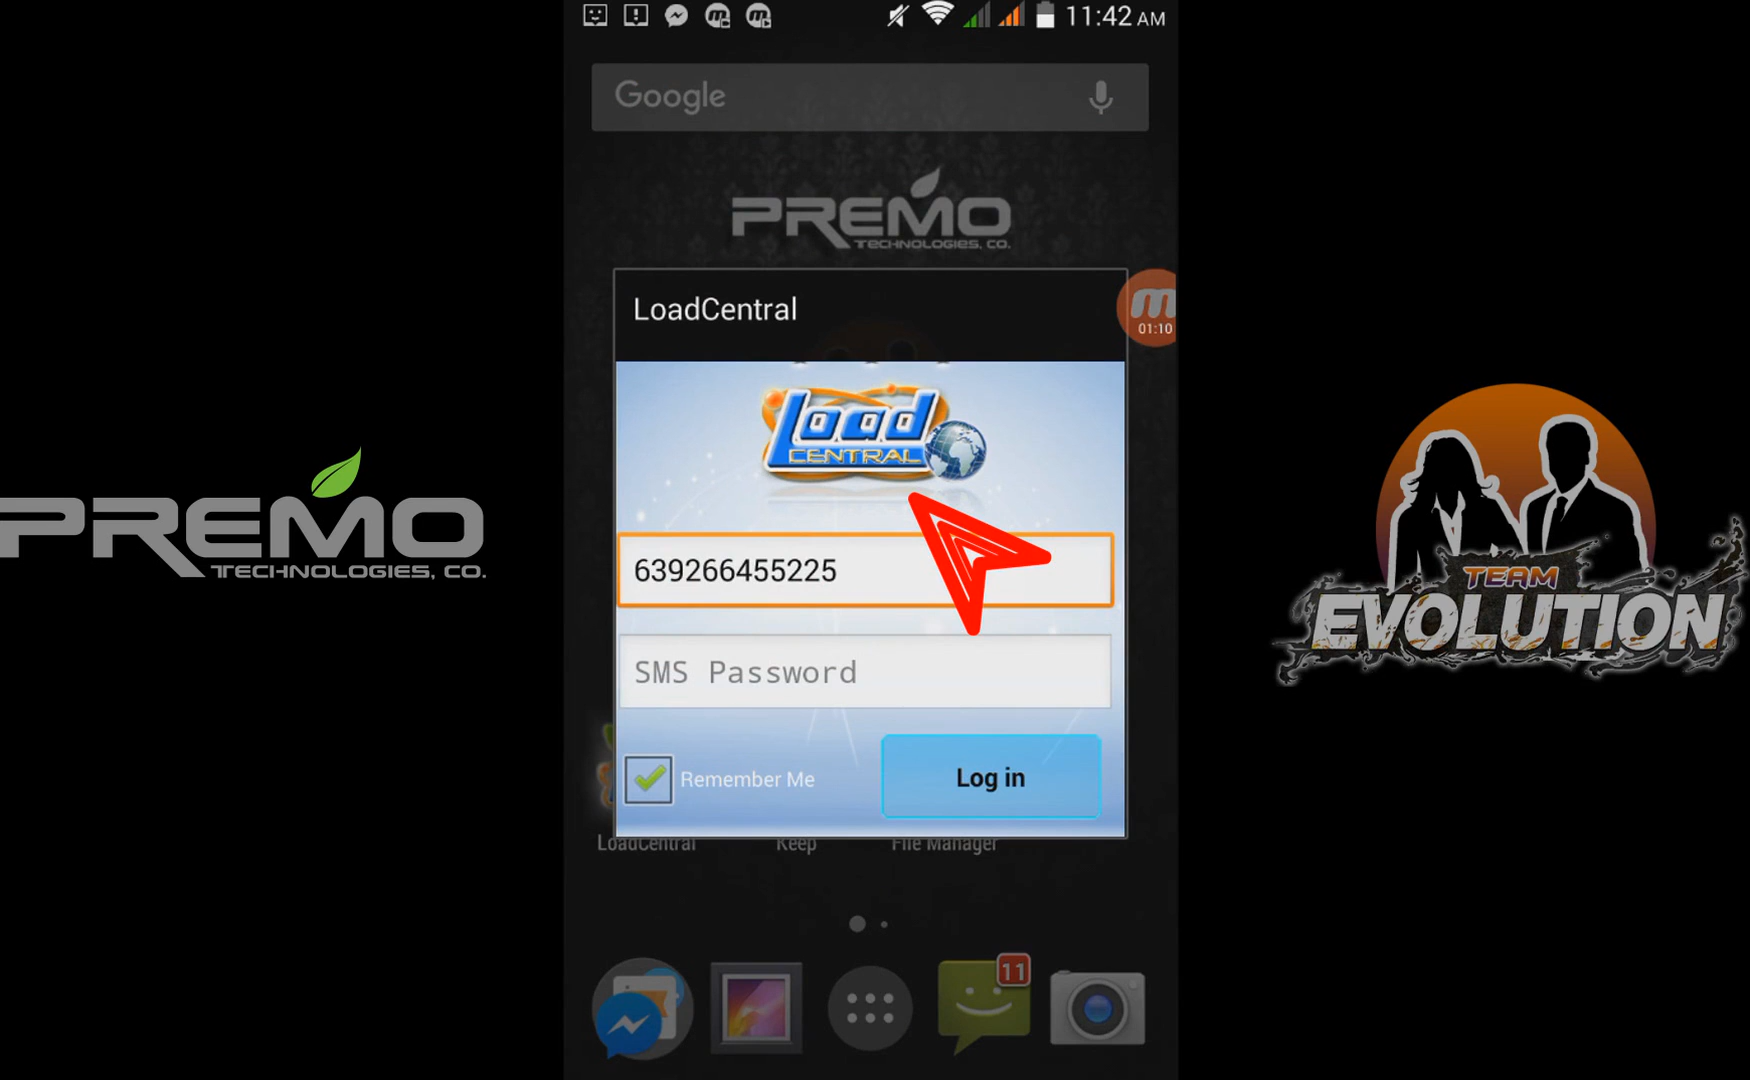 11:42 AM
Google
PREMO
TECHNOLOGIES, CO.
LoadCentral
01:10
Load
CENTRAL
639266455225
SMS Password
Remember Me
Log in
LoadCentral
Keep
File Manager
11
PREMO
TECHNOLOGIES, CO.
TEAM
EVOLUTION